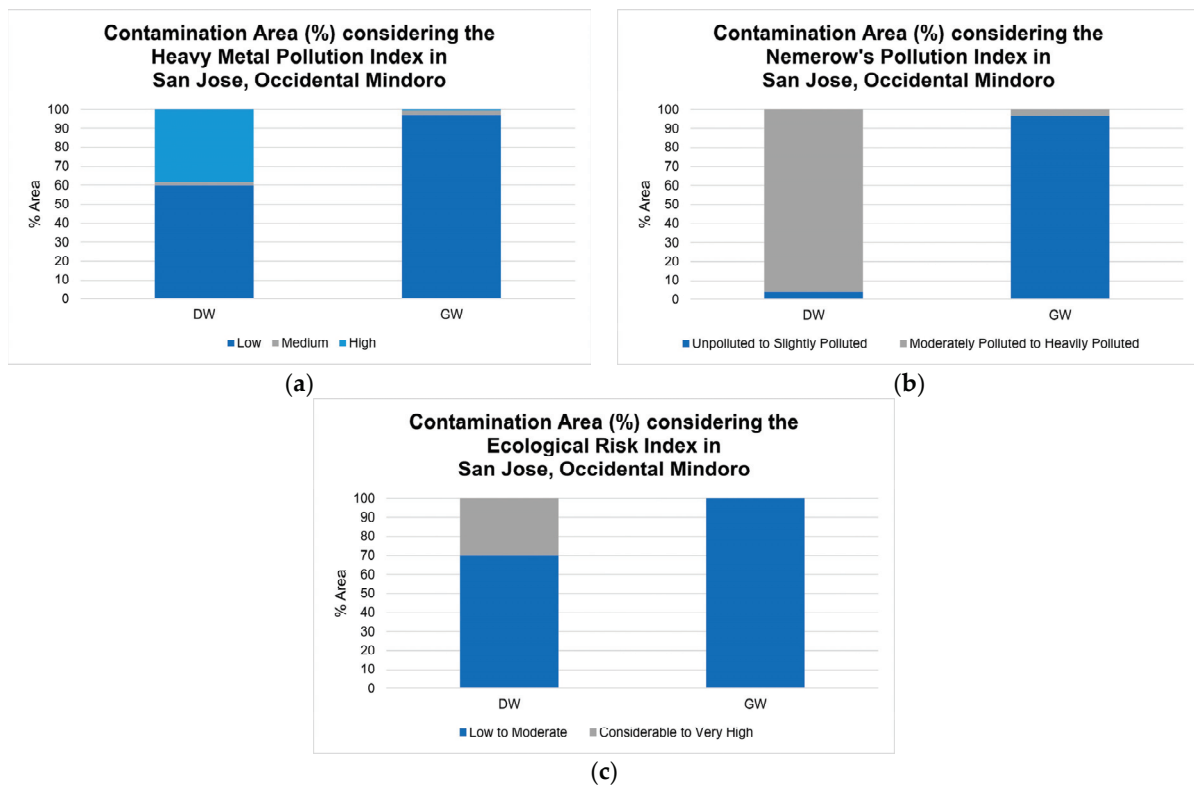 Contamination Area (%) considering the
Heavy Metal Pollution Index in
San Jose, Occidental Mindoro
% Area
100
90
80
70
60
50
40
30
20
10
0
DW
GW
Low
Medium
High
(a)
Contamination Area (%) considering the
Nemerow's Pollution Index in
San Jose, Occidental Mindoro
% Area
100
90
80
70
60
50
40
30
20
10
0
DW
GW
Unpolluted to Slightly Polluted
Moderately Polluted to Heavily Polluted
(b)
Contamination Area (%) considering the
Ecological Risk Index in
San Jose, Occidental Mindoro
% Area
100
90
80
70
60
50
40
30
20
10
0
DW
GW
Low to Moderate
Considerable to Very High
(c)